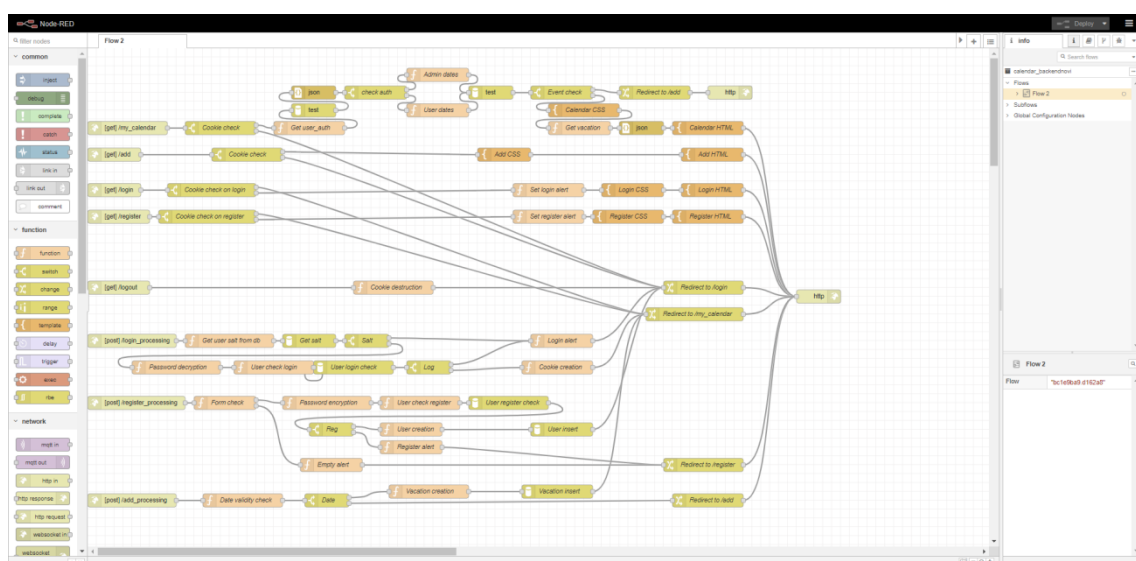 Node-RED
Deploy
filter nodes
Flow 2
common
inject
debug
complete
catch
status
link in
link out
comment
function
function
switch
change
range
template
delay
trigger
exec
rbe
network
mqtt in
mqtt out
http in
http response
http request
websocket in
websocket
Admin dates
json
check auth
test
User dates
test
Event check
Redirect to /add
http
Calendar CSS
[get] /my_calendar
Cookie check
Get user_auth
Get vacation
json
Calendar HTML
[get] /add
Cookie check
Add CSS
Add HTML
[get] /login
Cookie check on login
Set login alert
Login CSS
Login HTML
[get] /register
Cookie check on register
Set register alert
Register CSS
Register HTML
[get] /logout
Cookie destruction
Redirect to /login
http
Redirect to /my_calendar
[post] /login_processing
Get user salt from db
Get salt
Salt
Login alert
Password decryption
User check login
User login check
Log
Cookie creation
[post] /register_processing
Form check
Password encryption
User check register
User register check
Reg
User creation
User insert
Register alert
Empty alert
Redirect to /register
[post] /add_processing
Date validity check
Date
Vacation creation
Vacation insert
Redirect to /add
info
Search flows
calendar_backendnovi
Flows
Flow 2
Subflows
Global Configuration Nodes
Flow 2
Flow
"bc1e9ba9.d162a8"